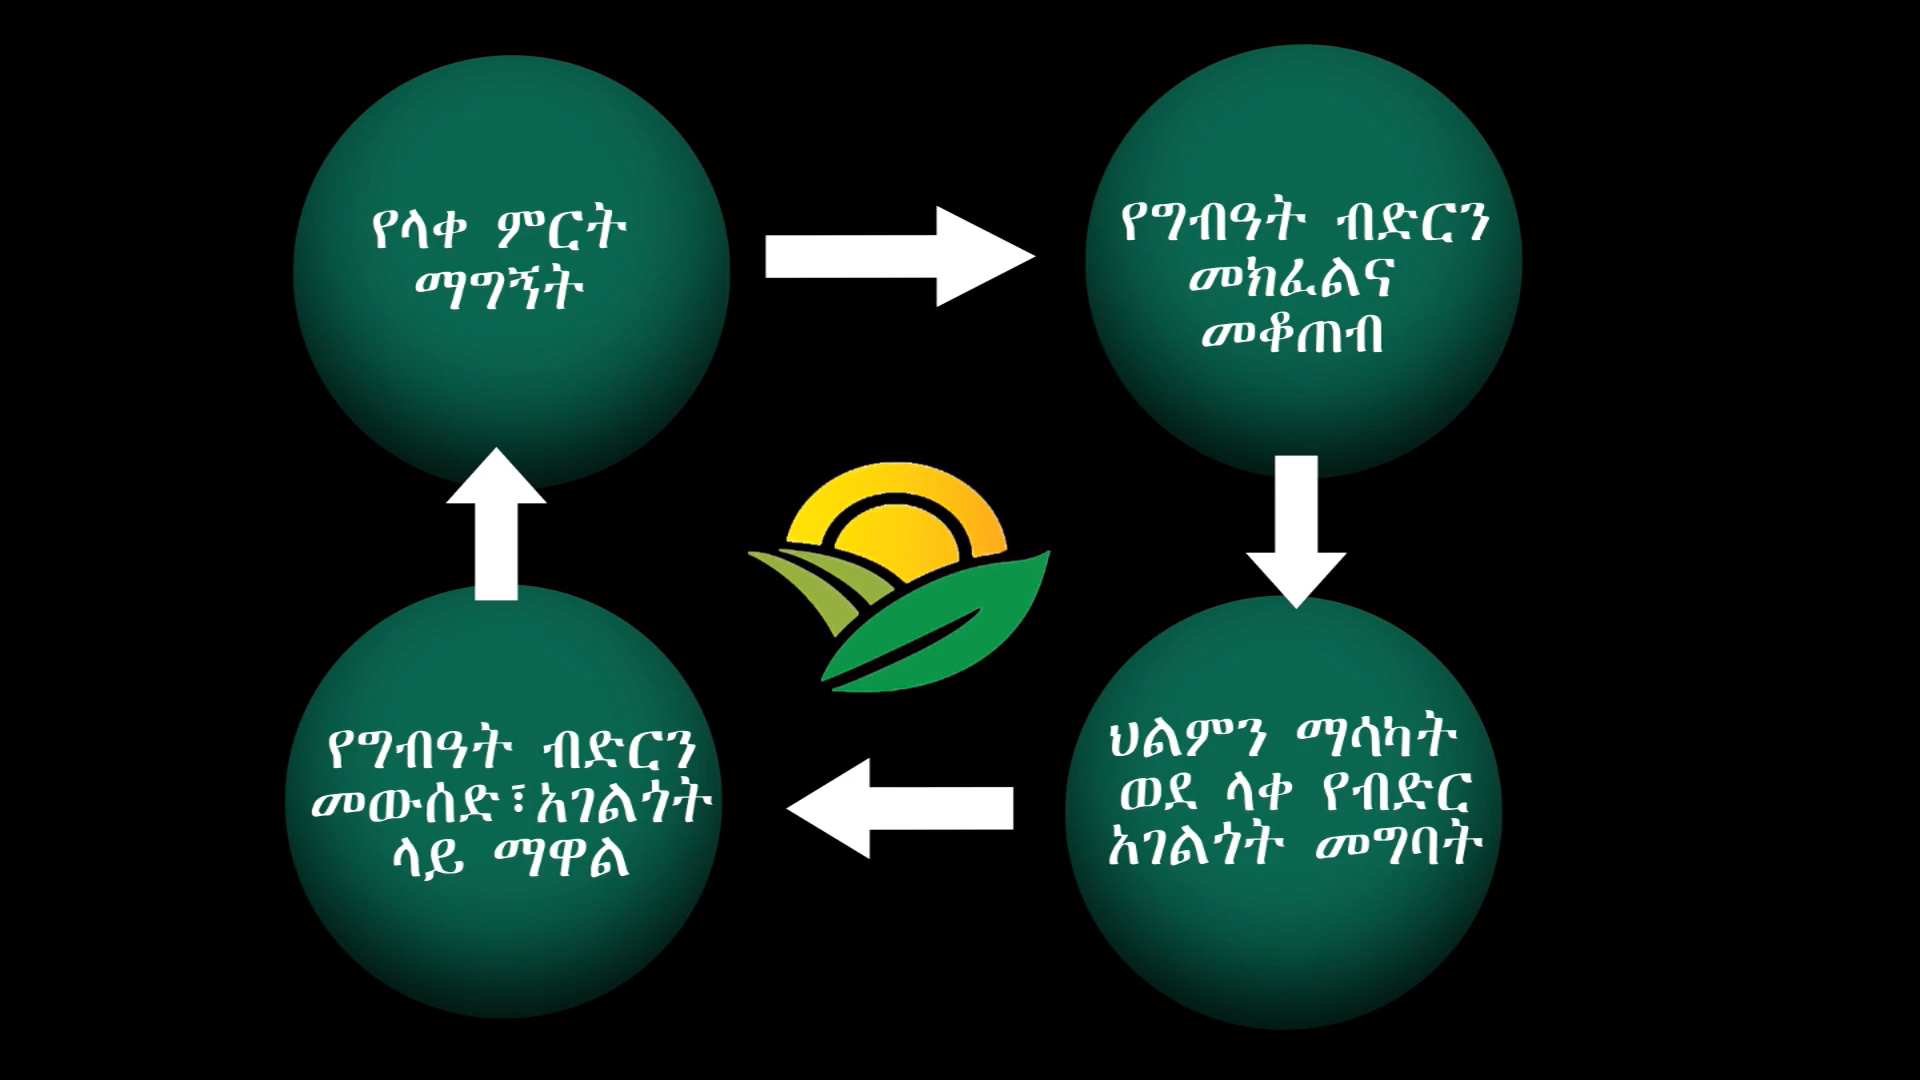 የላቀ ምርት
ማግኝት
የግብዓት ብድርን
መክፈልና
መቆጠብ
ህልምን ማሳካት
ወደ ላቀ የብድር
አገልጎት መግባት
የግብዓት ብድርን
መውሰድ፣አገልጎት
ላይ ማዋል